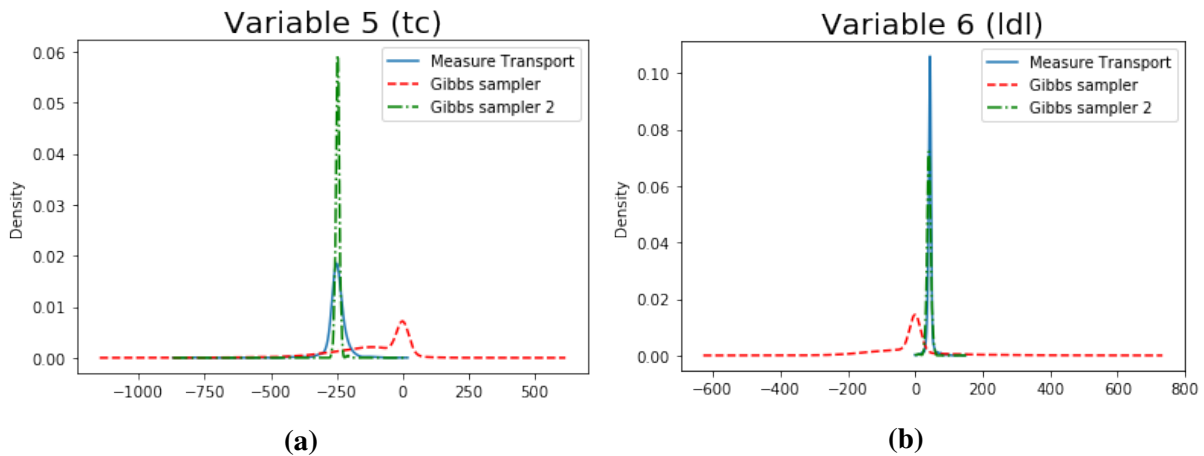 Variable 5 (tc)
0.06
0.05
0.04
0.03
0.02
0.01
0.00
Density
Measure Transport
Gibbs sampler
Gibbs sampler 2
−1000 −750 −500 −250 0 250 500
(a)
Variable 6 (ldl)
0.10
0.08
0.06
0.04
0.02
0.00
Density
Measure Transport
Gibbs sampler
Gibbs sampler 2
−600 −400 −200 0 200 400 600 800
(b)